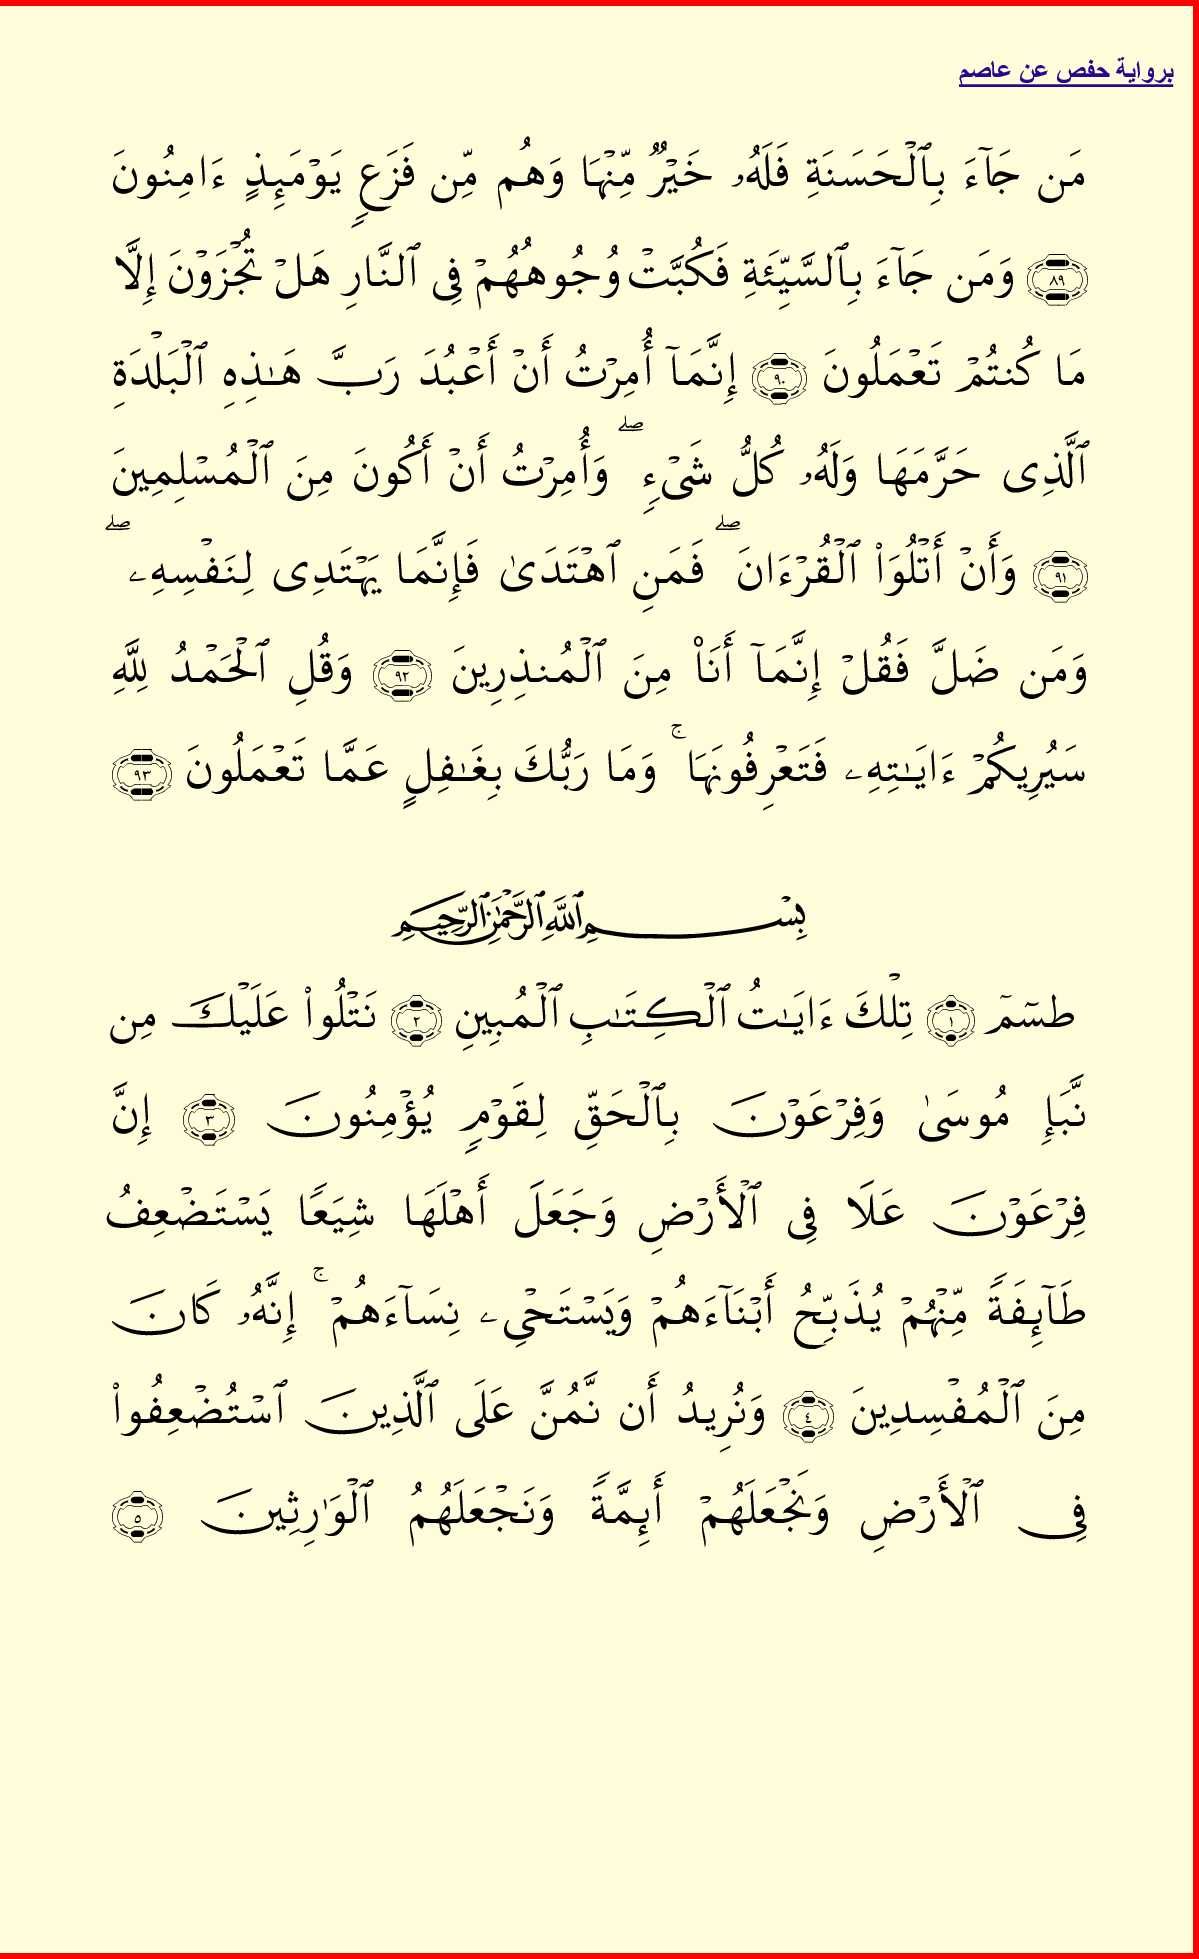 برواية حفص عن عاصم
مَن جَآءَ بِٱلْحَسَنَةِ فَلَهُۥ خَيْرٌۭ مِّنْهَا وَهُم مِّن فَزَعٍۢ يَوْمَئِذٍ ءَامِنُونَ
﴿٨٩﴾ وَمَن جَآءَ بِٱلسَّيِّئَةِ فَكُبَّتْ وُجُوهُهُمْ فِى ٱلنَّارِ هَلْ تُجْزَوْنَ إِلَّا
مَا كُنتُمْ تَعْمَلُونَ ﴿٩٠﴾ إِنَّمَآ أُمِرْتُ أَنْ أَعْبُدَ رَبَّ هَـٰذِهِ ٱلْبَلْدَةِ
ٱلَّذِى حَرَّمَهَا وَلَهُۥ كُلُّ شَىْءٍۢ ۖ وَأُمِرْتُ أَنْ أَكُونَ مِنَ ٱلْمُسْلِمِينَ
﴿٩١﴾ وَأَنْ أَتْلُوَا۟ ٱلْقُرْءَانَ ۖ فَمَنِ ٱهْتَدَىٰ فَإِنَّمَا يَهْتَدِى لِنَفْسِهِۦ ۖ
وَمَن ضَلَّ فَقُلْ إِنَّمَآ أَنَا۠ مِنَ ٱلْمُنذِرِينَ ﴿٩٢﴾ وَقُلِ ٱلْحَمْدُ لِلَّهِ
سَيُرِيكُمْ ءَايَـٰتِهِۦ فَتَعْرِفُونَهَا ۚ وَمَا رَبُّكَ بِغَـٰفِلٍ عَمَّا تَعْمَلُونَ ﴿٩٣﴾
بِسْمِ ٱللَّهِ ٱلرَّحْمَـٰنِ ٱلرَّحِيمِ
طسٓمٓ ﴿١﴾ تِلْكَ ءَايَـٰتُ ٱلْكِتَـٰبِ ٱلْمُبِينِ ﴿٢﴾ نَتْلُوا۟ عَلَيْكَ مِن
نَّبَإِ مُوسَىٰ وَفِرْعَوْنَ بِٱلْحَقِّ لِقَوْمٍۢ يُؤْمِنُونَ ﴿٣﴾ إِنَّ
فِرْعَوْنَ عَلَا فِى ٱلْأَرْضِ وَجَعَلَ أَهْلَهَا شِيَعًۭا يَسْتَضْعِفُ
طَآئِفَةًۭ مِّنْهُمْ يُذَبِّحُ أَبْنَآءَهُمْ وَيَسْتَحْىِۦ نِسَآءَهُمْ ۚ إِنَّهُۥ كَانَ
مِنَ ٱلْمُفْسِدِينَ ﴿٤﴾ وَنُرِيدُ أَن نَّمُنَّ عَلَى ٱلَّذِينَ ٱسْتُضْعِفُوا۟
فِى ٱلْأَرْضِ وَنَجْعَلَهُمْ أَئِمَّةًۭ وَنَجْعَلَهُمُ ٱلْوَٰرِثِينَ ﴿٥﴾